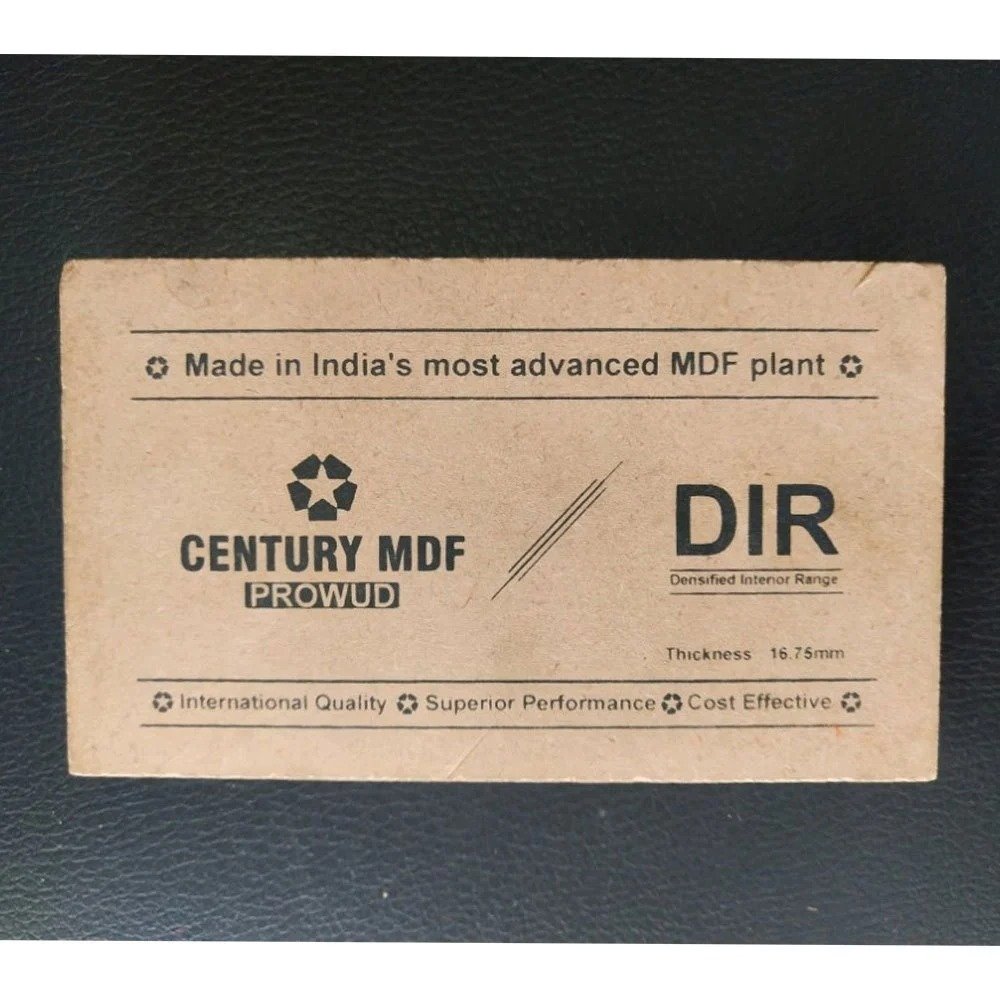 Made in India's most advanced MDF plant
CENTURY MDF
PROWUD
DIR
Densified Interior Range
Thickness 16.75mm
International Quality Superior Performance Cost Effective